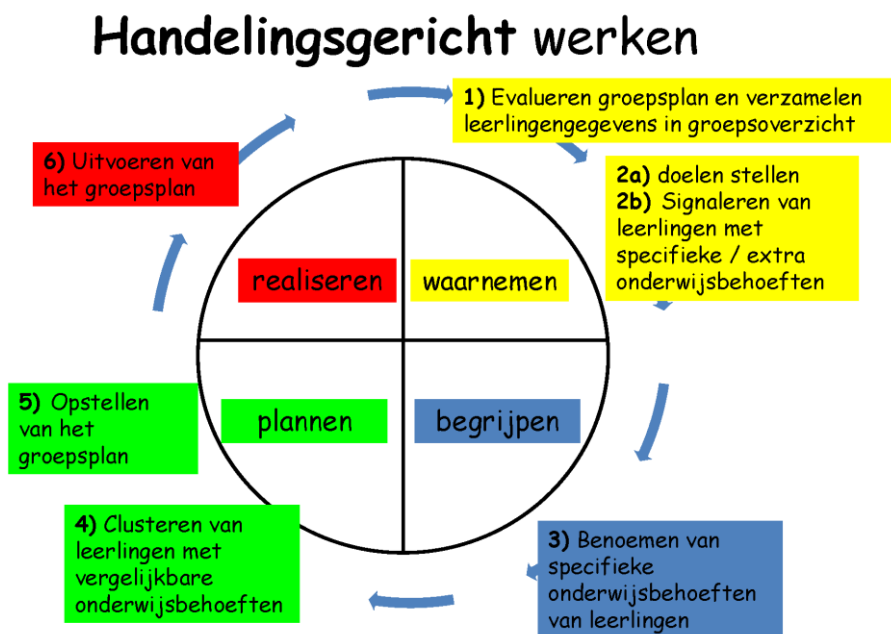 Handelingsgericht werken
1) Evalueren groepsplan en verzamelen
leerlingengegevens in groepsoverzicht
2a) doelen stellen
2b) Signaleren van
leerlingen met
specifieke / extra
onderwijsbehoeften
6) Uitvoeren van
het groepsplan
realiseren
waarnemen
plannen
begrijpen
5) Opstellen
van het
groepsplan
4) Clusteren van
leerlingen met
vergelijkbare
onderwijsbehoeften
3) Benoemen van
specifieke
onderwijsbehoeften
van leerlingen